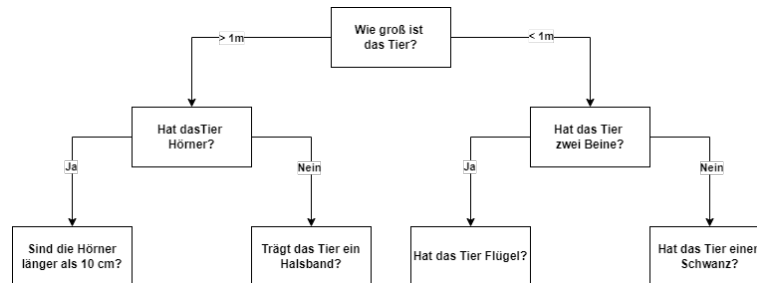 Wie groß ist
das Tier?
> 1m
< 1m
Hat dasTier
Hörner?
Hat das Tier
zwei Beine?
Ja
Nein
Ja
Nein
Sind die Hörner
länger als 10 cm?
Trägt das Tier ein
Halsband?
Hat das Tier Flügel?
Hat das Tier einen
Schwanz?